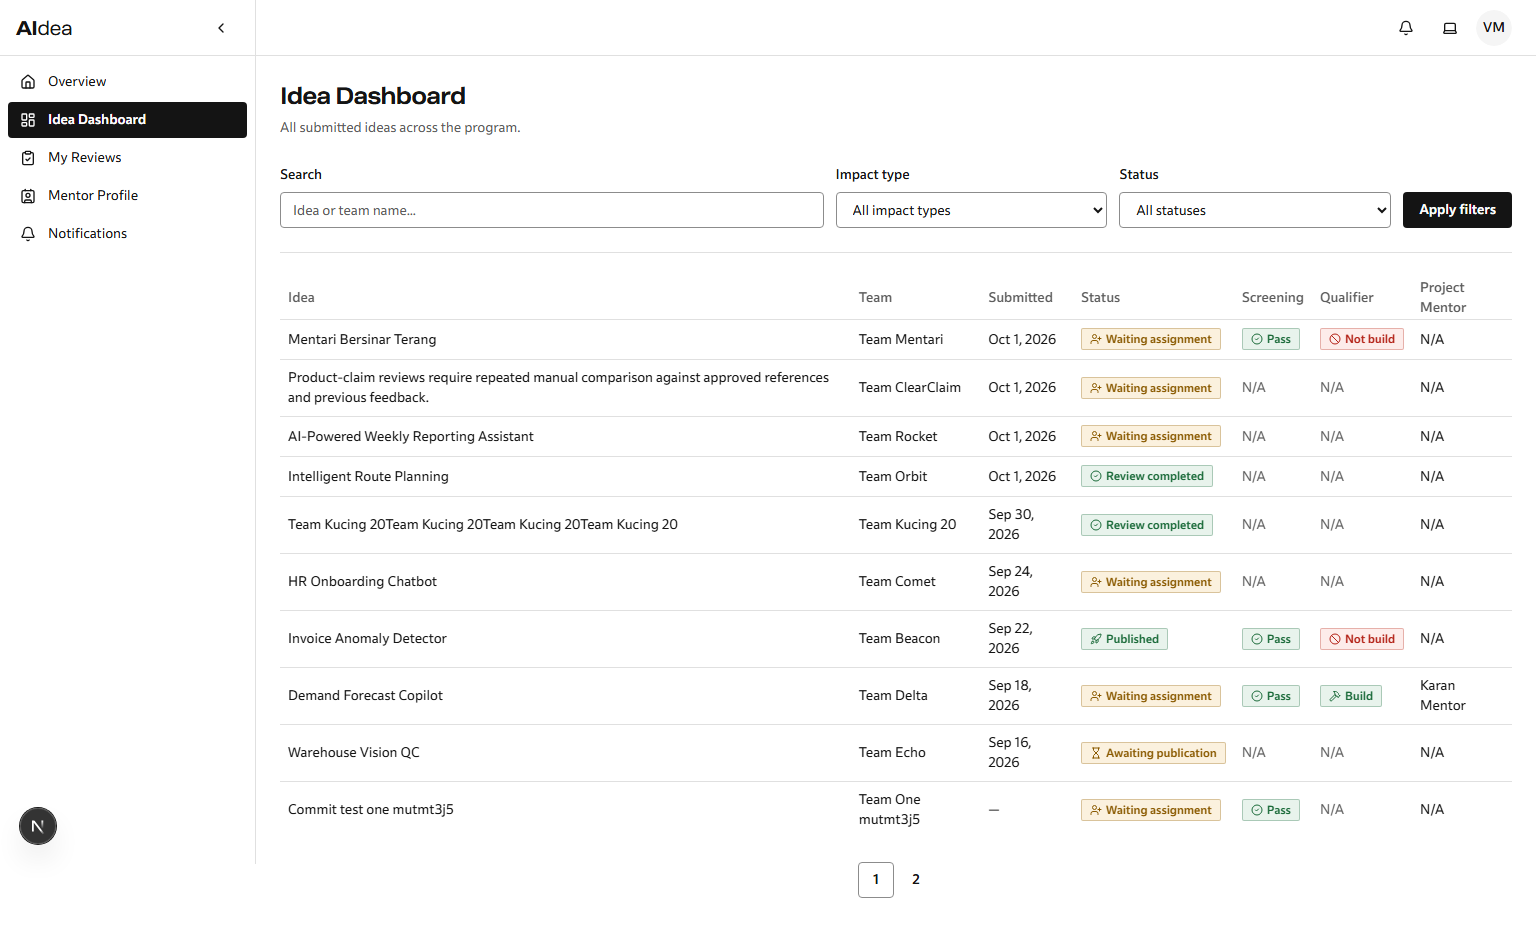 AIdea
VM
Overview
Idea Dashboard
My Reviews
Mentor Profile
Notifications
N
Idea Dashboard
All submitted ideas across the program.
Search
Impact type
Status
Idea or team name...
All impact types
All statuses
Apply filters
Idea Team Submitted Status Screening Qualifier Project Mentor
Mentari Bersinar Terang Team Mentari Oct 1, 2026 Waiting assignment Pass Not build N/A
Product-claim reviews require repeated manual comparison against approved references
and previous feedback.
Team ClearClaim Oct 1, 2026 Waiting assignment N/A N/A N/A
AI-Powered Weekly Reporting Assistant Team Rocket Oct 1, 2026 Waiting assignment N/A N/A N/A
Intelligent Route Planning Team Orbit Oct 1, 2026 Review completed N/A N/A N/A
Team Kucing 20Team Kucing 20Team Kucing 20Team Kucing 20 Team Kucing 20 Sep 30, 2026 Review completed N/A N/A N/A
HR Onboarding Chatbot Team Comet Sep 24, 2026 Waiting assignment N/A N/A N/A
Invoice Anomaly Detector Team Beacon Sep 22, 2026 Published Pass Not build N/A
Demand Forecast Copilot Team Delta Sep 18, 2026 Waiting assignment Pass Build Karan Mentor
Warehouse Vision QC Team Echo Sep 16, 2026 Awaiting publication N/A N/A N/A
Commit test one mutmt3j5 Team One mutmt3j5 — Waiting assignment Pass N/A N/A
1 2